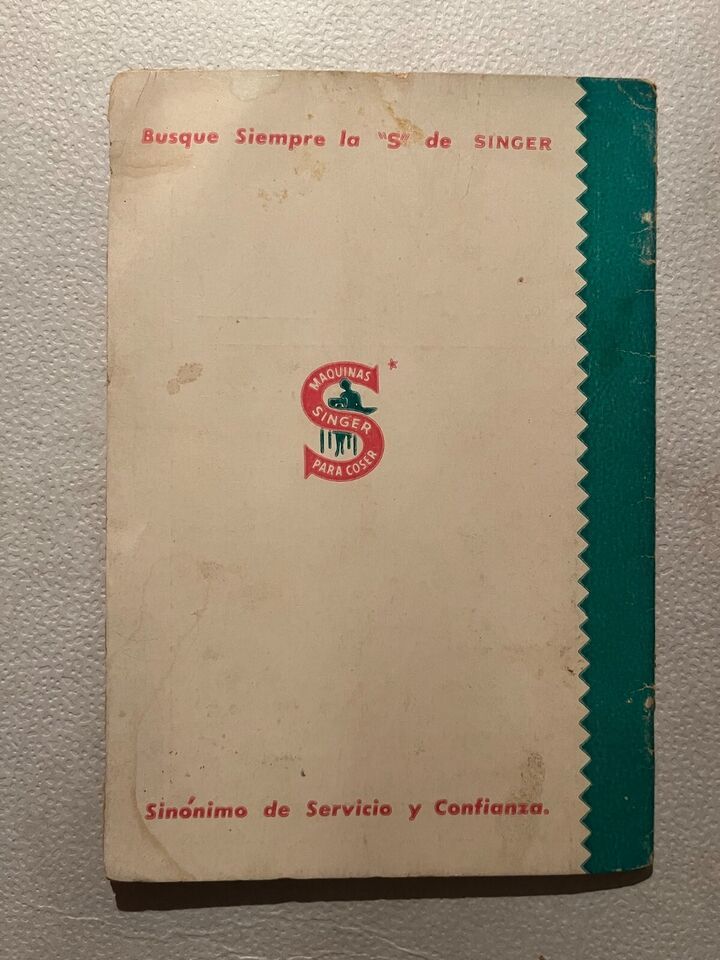 Busque Siempre la "S" de SINGER
MAQUINAS *
SINGER
PARA COSER
Sinónimo de Servicio y Confianza.